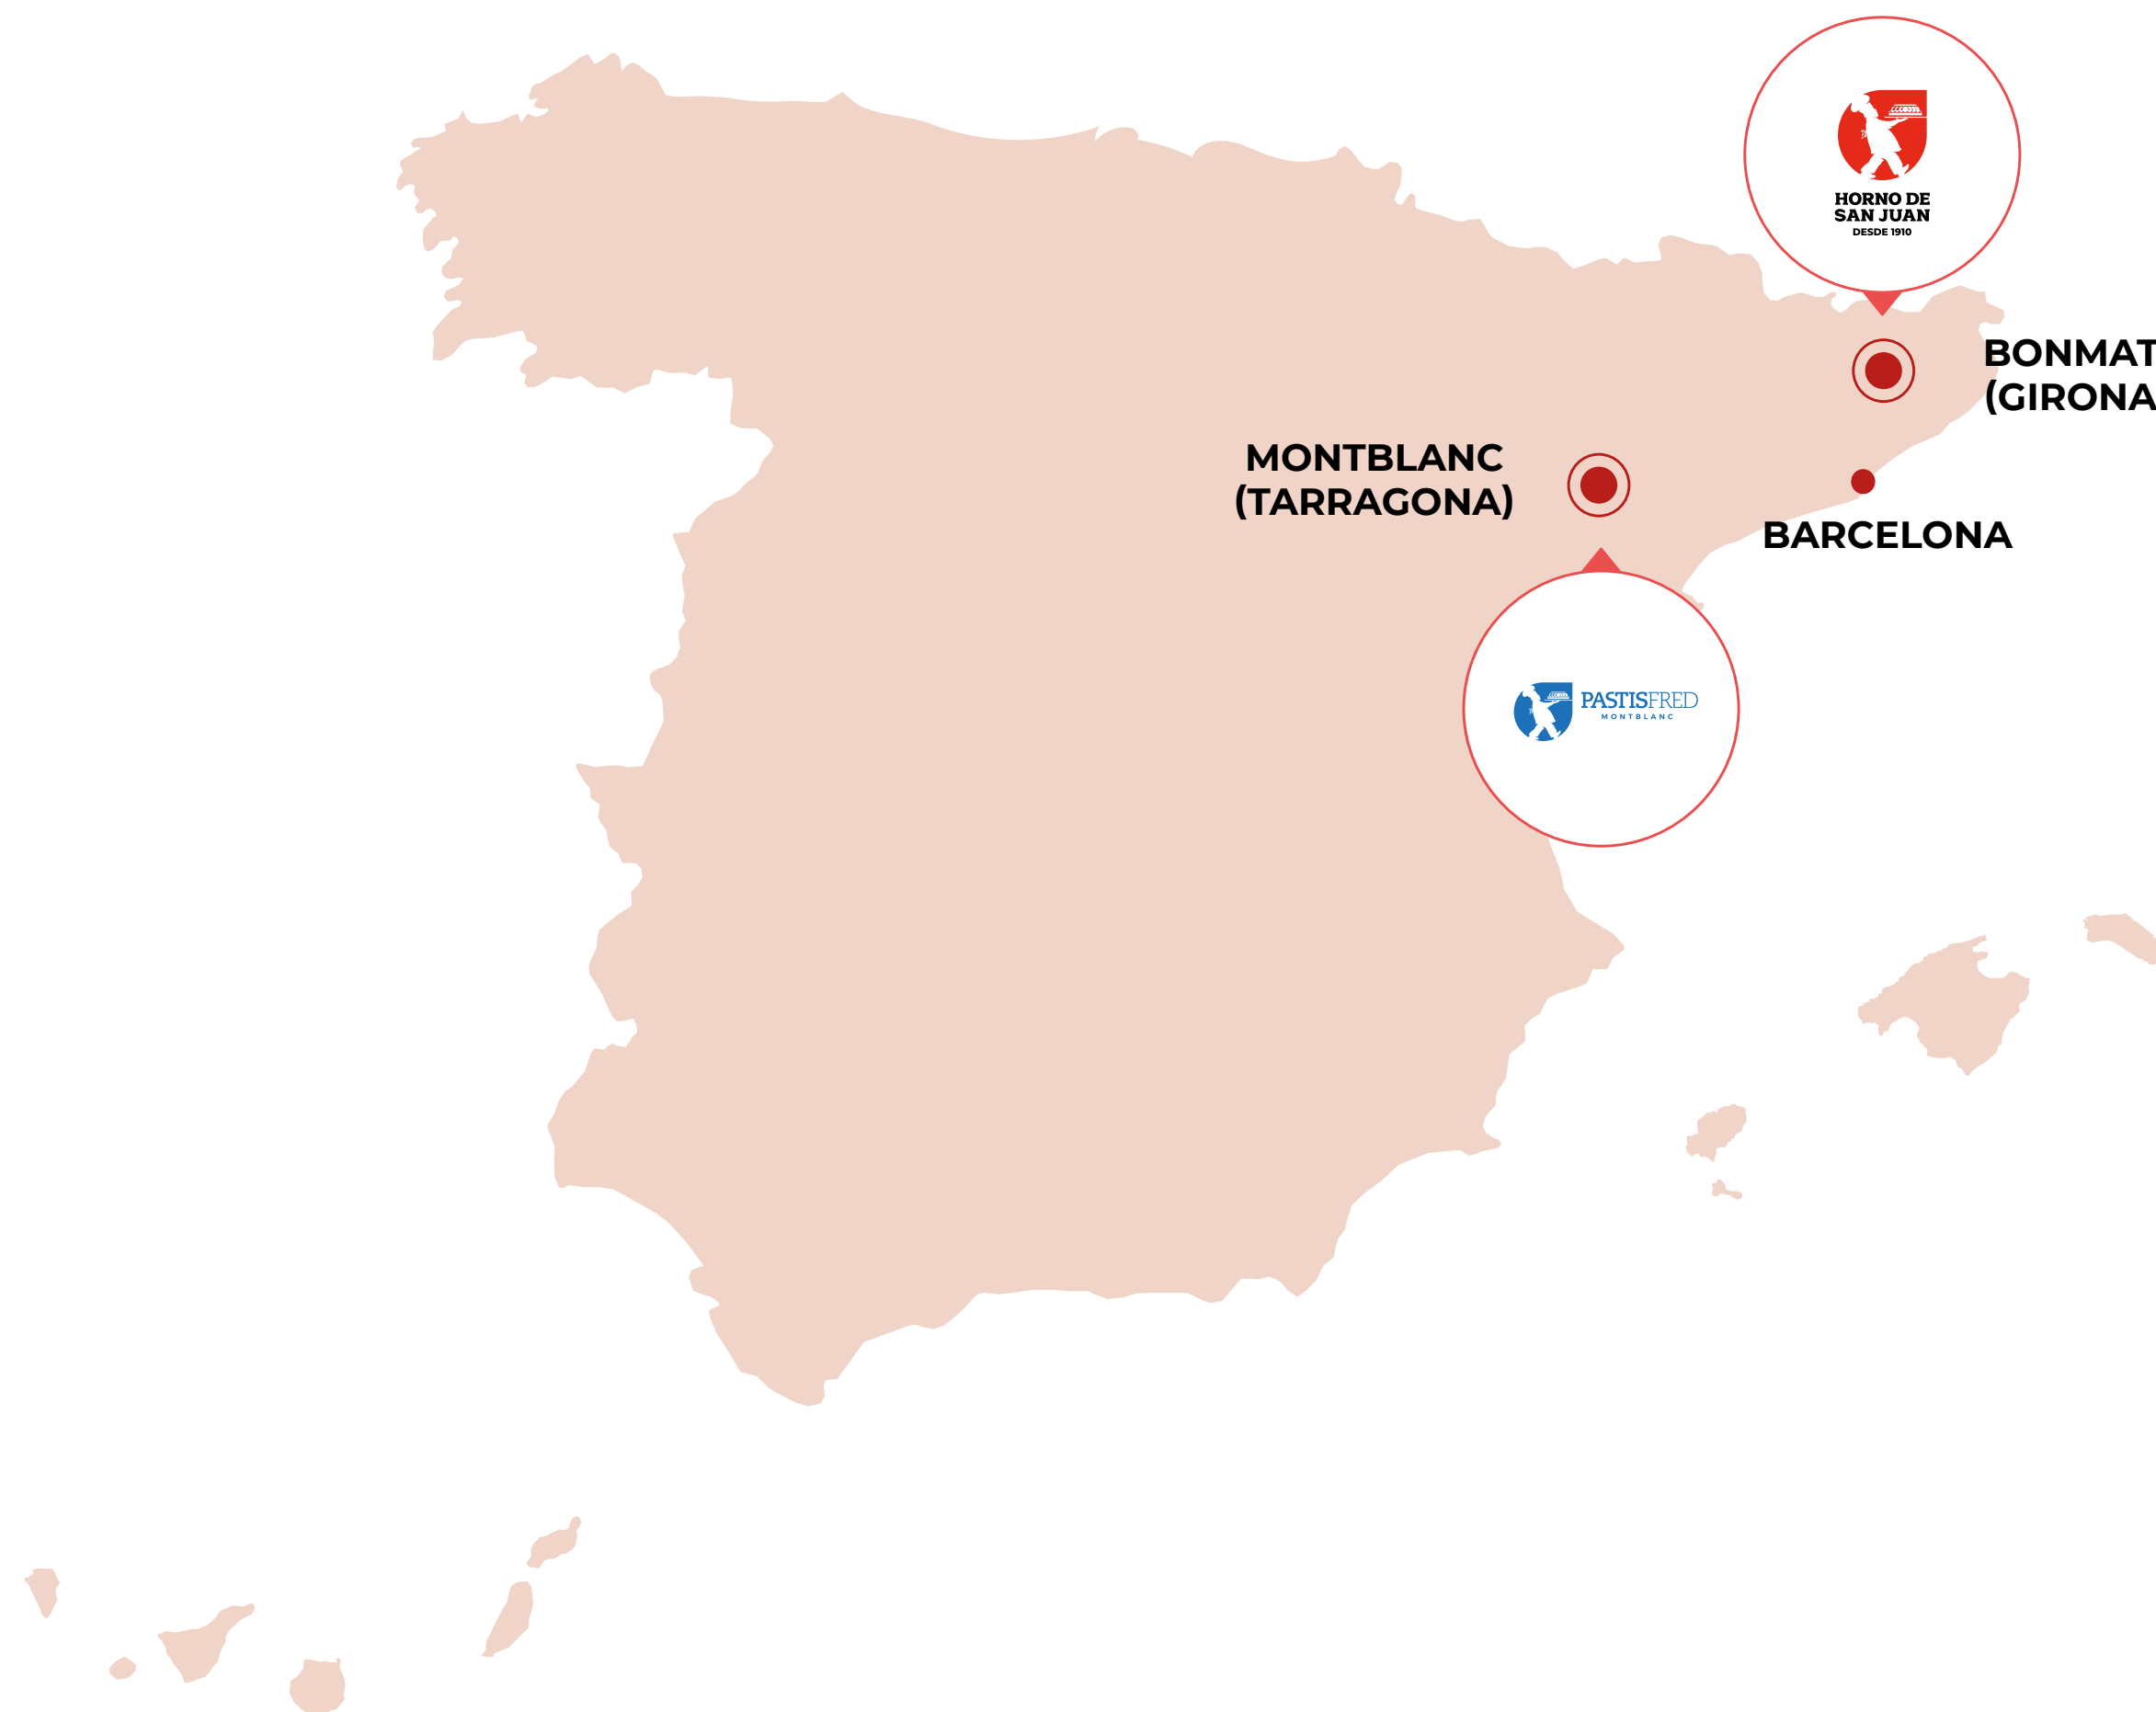 HORNO DE
SAN JUAN
DESDE 1910
BONMAT
(GIRONA
MONTBLANC
(TARRAGONA)
BARCELONA
PASTISFRED
MONTBLANC